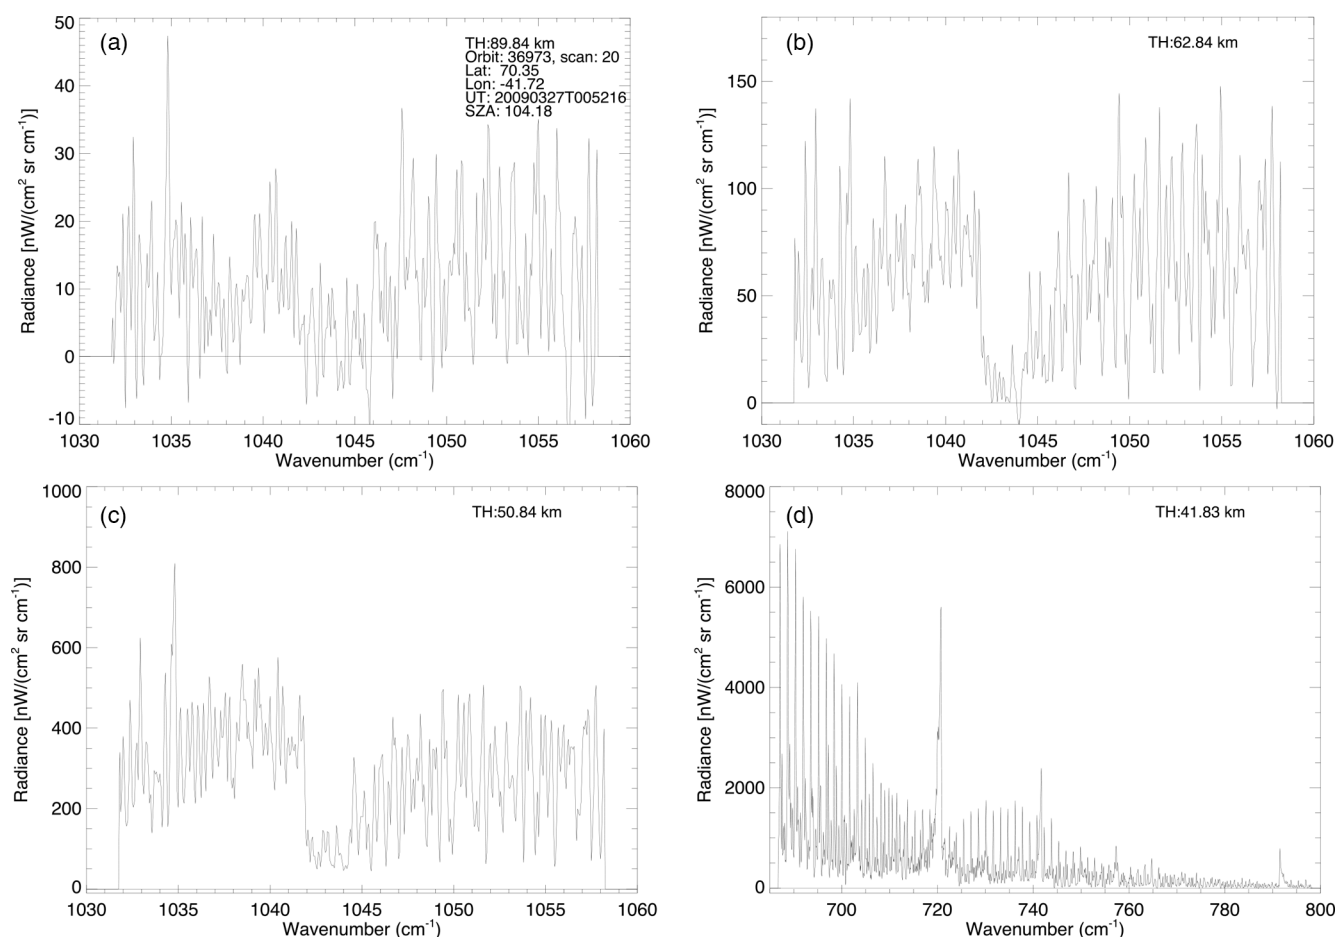 (a)
TH:89.84 km
Orbit: 36973, scan: 20
Lat: 70.35
Lon: -41.72
UT: 20090327T005216
SZA: 104.18
50
40
30
20
10
0
-10
Radiance [nW/(cm² sr cm⁻¹)]
1030 1035 1040 1045 1050 1055 1060
Wavenumber (cm⁻¹)
(b)
TH:62.84 km
150
100
50
0
Radiance [nW/(cm² sr cm⁻¹)]
1030 1035 1040 1045 1050 1055 1060
Wavenumber (cm⁻¹)
(c)
TH:50.84 km
1000
800
600
400
200
0
Radiance [nW/(cm² sr cm⁻¹)]
1030 1035 1040 1045 1050 1055 1060
Wavenumber (cm⁻¹)
(d)
TH:41.83 km
8000
6000
4000
2000
0
Radiance [nW/(cm² sr cm⁻¹)]
700 720 740 760 780 800
Wavenumber (cm⁻¹)